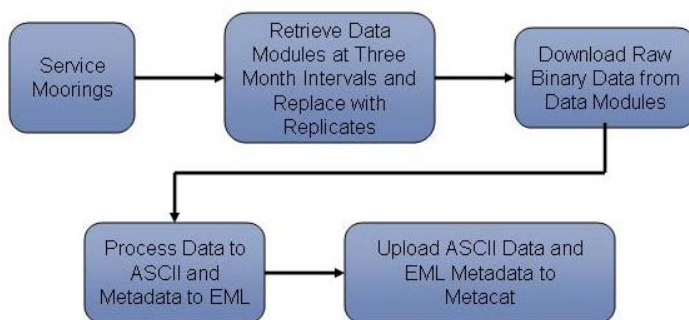 Service
Moorings
Retrieve Data
Modules at Three
Month Intervals and
Replace with
Replicates
Download Raw
Binary Data from
Data Modules
Process Data to
ASCII and
Metadata to EML
Upload ASCII Data and
EML Metadata to
Metacat